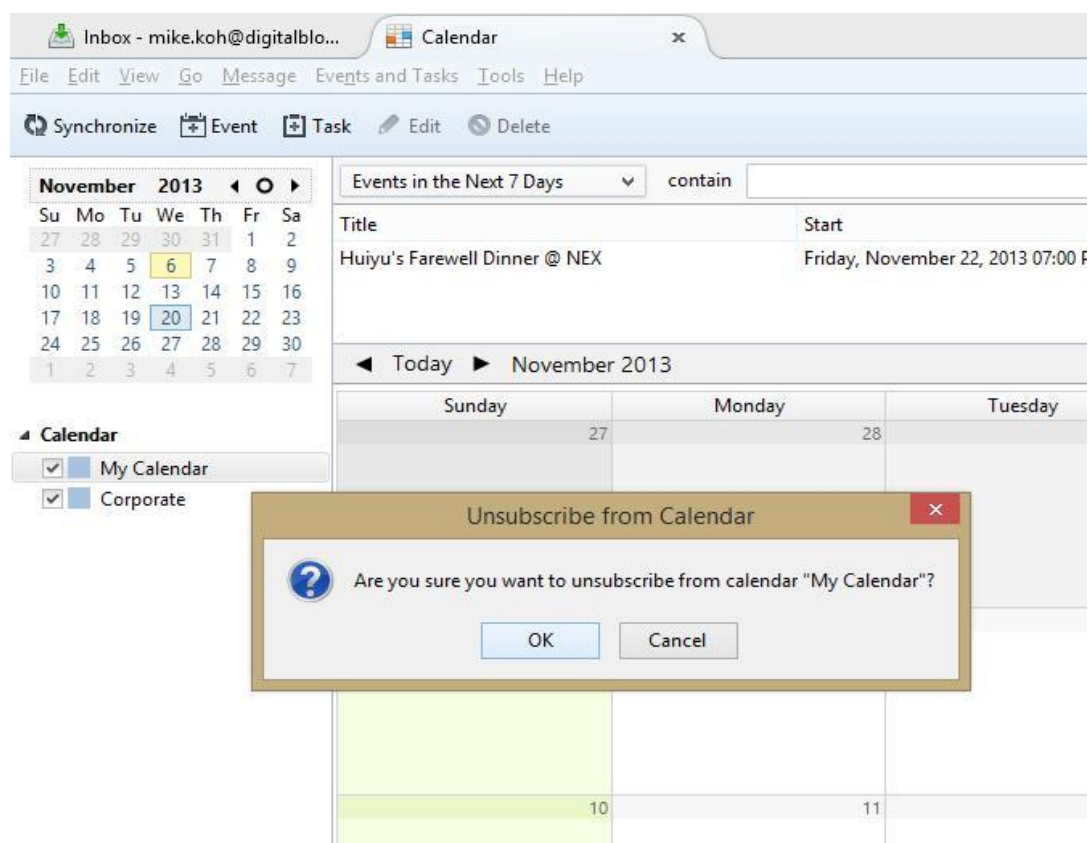 Inbox - mike.koh@digitalblo... Calendar
File Edit View Go Message Events and Tasks Tools Help
Synchronize Event Task Edit Delete
November 2013
Su Mo Tu We Th Fr Sa
27 28 29 30 31 1 2
3 4 5 6 7 8 9
10 11 12 13 14 15 16
17 18 19 20 21 22 23
24 25 26 27 28 29 30
1 2 3 4 5 6 7
Calendar
My Calendar
Corporate
Events in the Next 7 Days contain
Title Start
Huiyu's Farewell Dinner @ NEX Friday, November 22, 2013 07:00 P
Today November 2013
Sunday Monday Tuesday
27 28
Unsubscribe from Calendar
Are you sure you want to unsubscribe from calendar "My Calendar"?
OK Cancel
10 11